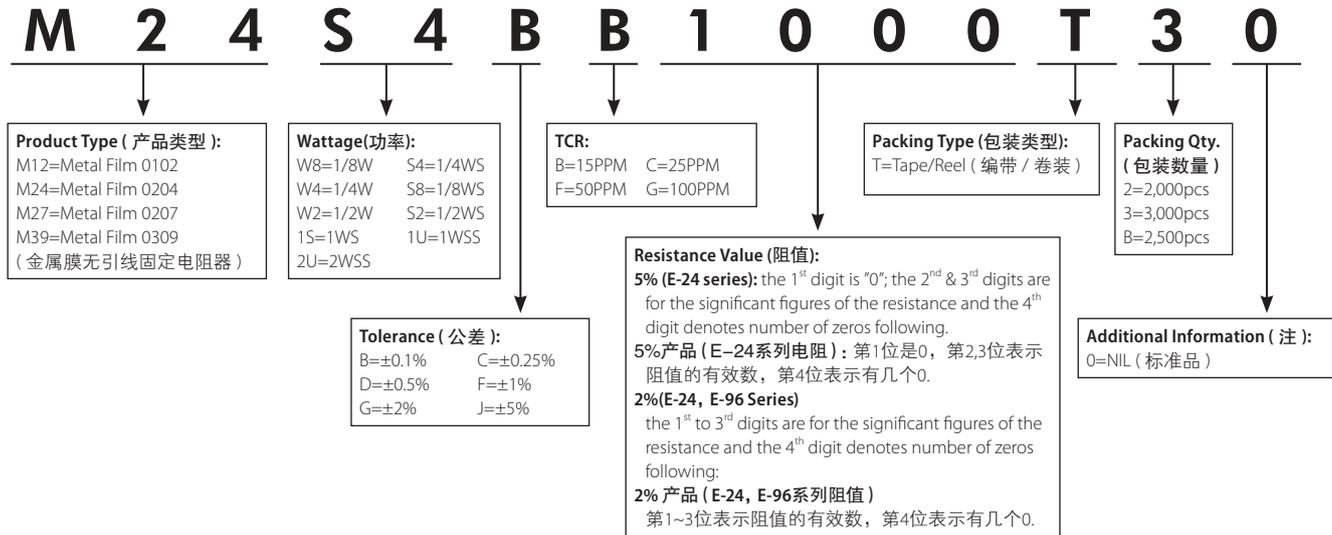 M 2 4 S 4 B B 1 0 0 0 T 3 0
Product Type ( 产品类型 ):
M12=Metal Film 0102
M24=Metal Film 0204
M27=Metal Film 0207
M39=Metal Film 0309
( 金属膜无引线固定电阻器 )
Wattage(功率):
W8=1/8W S4=1/4WS
W4=1/4W S8=1/8WS
W2=1/2W S2=1/2WS
1S=1WS 1U=1WSS
2U=2WSS
Tolerance ( 公差 ):
B=±0.1% C=±0.25%
D=±0.5% F=±1%
G=±2% J=±5%
TCR:
B=15PPM C=25PPM
F=50PPM G=100PPM
Resistance Value (阻值):
5% (E-24 series): the 1st digit is "0"; the 2nd & 3rd digits are
for the significant figures of the resistance and the 4th
digit denotes number of zeros following.
5%产品 ( E–24系列电阻 ) : 第1位是0，第2,3位表示
阻值的有效数，第4位表示有几个0.
2%(E-24, E-96 Series)
the 1st to 3rd digits are for the significant figures of the
resistance and the 4th digit denotes number of zeros
following:
2% 产品 ( E-24, E-96系列阻值 )
第1~3位表示阻值的有效数，第4位表示有几个0.
Packing Type (包装类型):
T=Tape/Reel ( 编带 / 卷装 )
Packing Qty.
( 包装数量 )
2=2,000pcs
3=3,000pcs
B=2,500pcs
Additional Information ( 注 ):
0=NIL ( 标准品 )